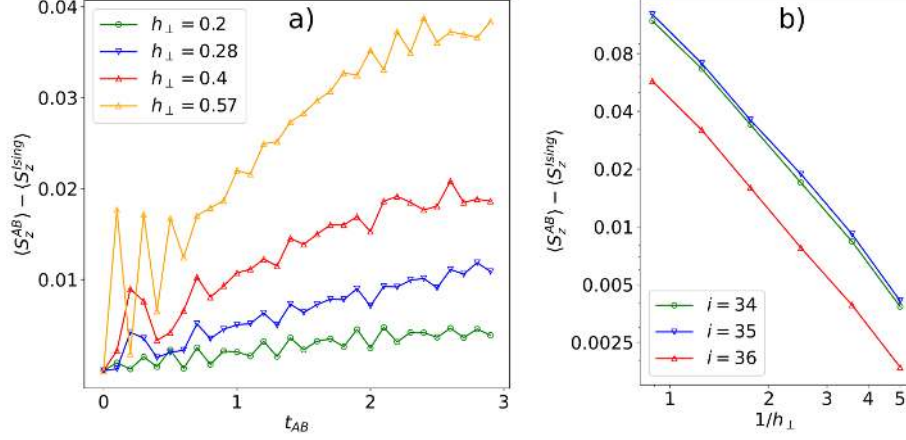 a)
h⊥ = 0.2
h⊥ = 0.28
h⊥ = 0.4
h⊥ = 0.57
0.04
0.03
0.02
0.01
⟨S_z^{AB}⟩ − ⟨S_z^{Ising}⟩
0
1
2
3
t_{AB}
b)
0.08
0.04
0.02
0.01
0.005
0.0025
⟨S_z^{AB}⟩ − ⟨S_z^{Ising}⟩
i = 34
i = 35
i = 36
1
2
3
4
5
1/h⊥